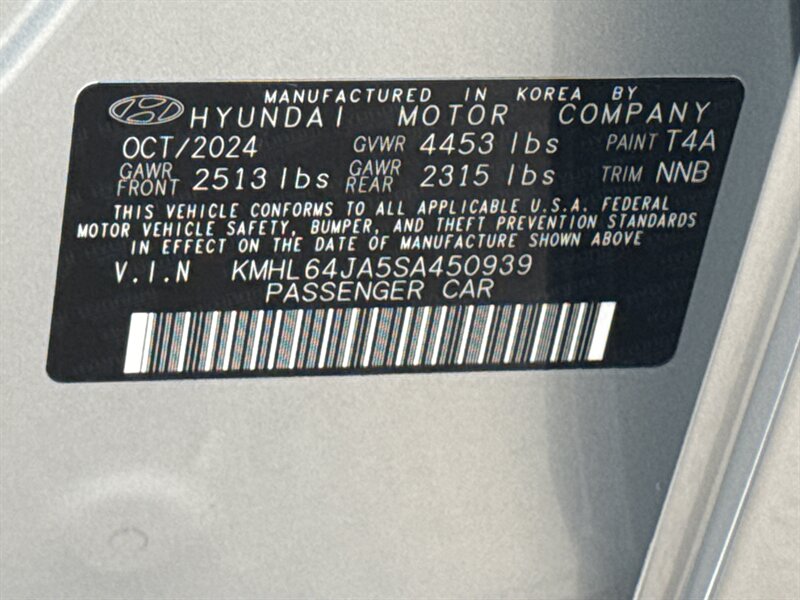 MANUFACTURED IN KOREA BY
HYUNDAI MOTOR COMPANY
OCT/2024 GVWR 4453 lbs PAINT T4A
GAWR FRONT 2513 lbs GAWR REAR 2315 lbs TRIM NNB
THIS VEHICLE CONFORMS TO ALL APPLICABLE U.S.A. FEDERAL
MOTOR VEHICLE SAFETY, BUMPER, AND THEFT PREVENTION STANDARDS
IN EFFECT ON THE DATE OF MANUFACTURE SHOWN ABOVE
V.I.N KMHL64JA5SA450939
PASSENGER CAR